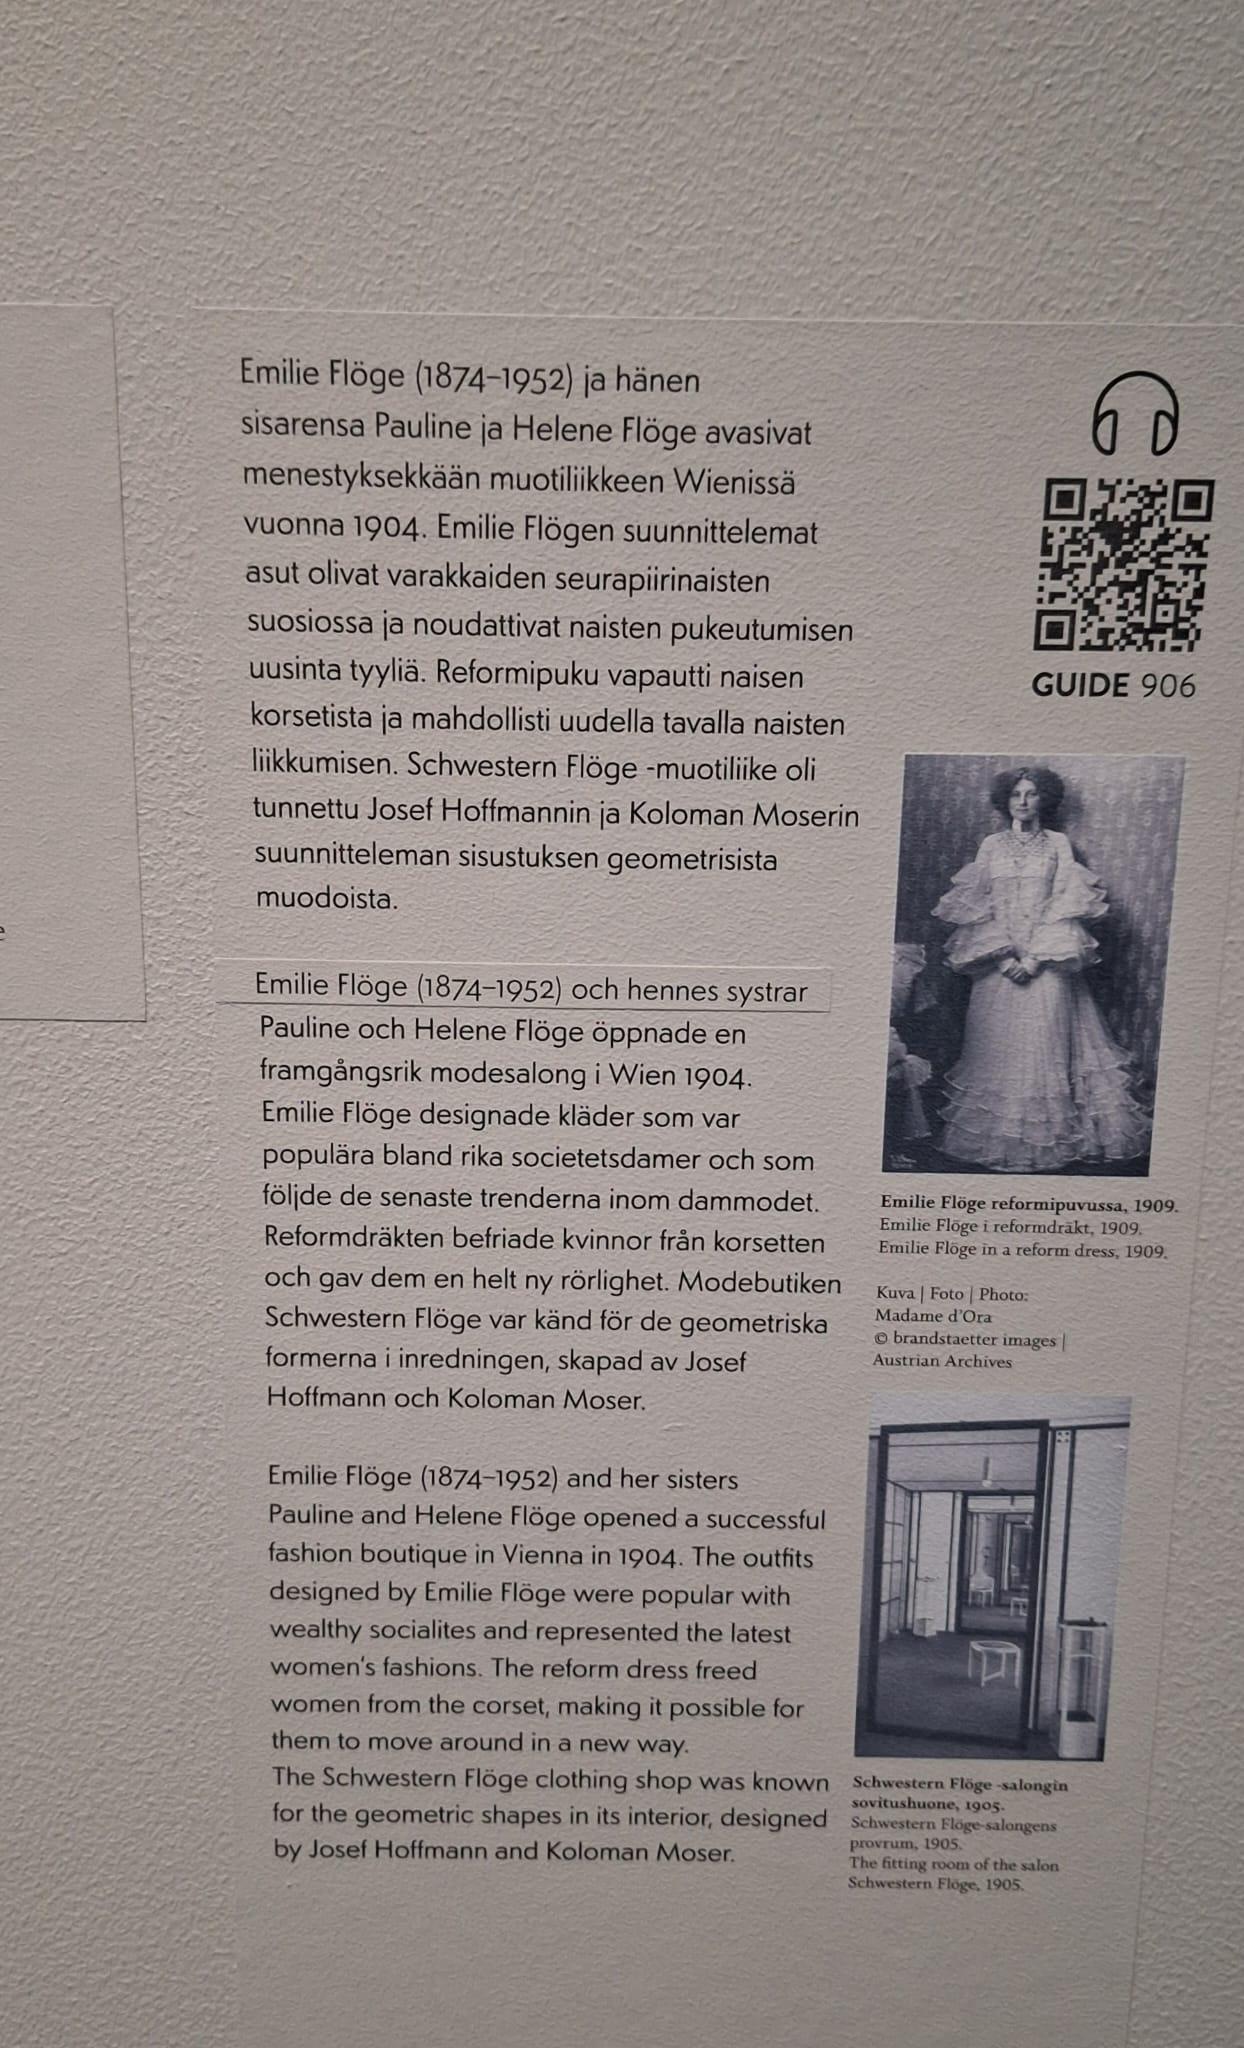 Emilie Flöge (1874–1952) ja hänen
sisarensa Pauline ja Helene Flöge avasivat
menestyksekkään muotiliikkeen Wienissä
vuonna 1904. Emilie Flögen suunnittelemat
asut olivat varakkaiden seurapiirinaisten
suosiossa ja noudattivat naisten pukeutumisen
uusinta tyyliä. Reformipuku vapautti naisen
korsetista ja mahdollisti uudella tavalla naisten
liikkumisen. Schwestern Flöge -muotiliike oli
tunnettu Josef Hoffmannin ja Koloman Moserin
suunnitteleman sisustuksen geometrisista
muodoista.
Emilie Flöge (1874–1952) och hennes systrar
Pauline och Helene Flöge öppnade en
framgångsrik modesalong i Wien 1904.
Emilie Flöge designade kläder som var
populära bland rika societetsdamer och som
följde de senaste trenderna inom dammodet.
Reformdräkten befriade kvinnor från korsetten
och gav dem en helt ny rörlighet. Modebutiken
Schwestern Flöge var känd för de geometriska
formerna i inredningen, skapad av Josef
Hoffmann och Koloman Moser.
Emilie Flöge (1874–1952) and her sisters
Pauline and Helene Flöge opened a successful
fashion boutique in Vienna in 1904. The outfits
designed by Emilie Flöge were popular with
wealthy socialites and represented the latest
women's fashions. The reform dress freed
women from the corset, making it possible for
them to move around in a new way.
The Schwestern Flöge clothing shop was known
for the geometric shapes in its interior, designed
by Josef Hoffmann and Koloman Moser.
GUIDE 906
Emilie Flöge reformipuvussa, 1909.
Emilie Flöge i reformdräkt, 1909.
Emilie Flöge in a reform dress, 1909.
Kuva | Foto | Photo:
Madame d'Ora
© brandstaetter images |
Austrian Archives
Schwestern Flöge -salongin
sovitushuone, 1905.
Schwestern Flöge-salongens
provrum, 1905.
The fitting room of the salon
Schwestern Flöge, 1905.